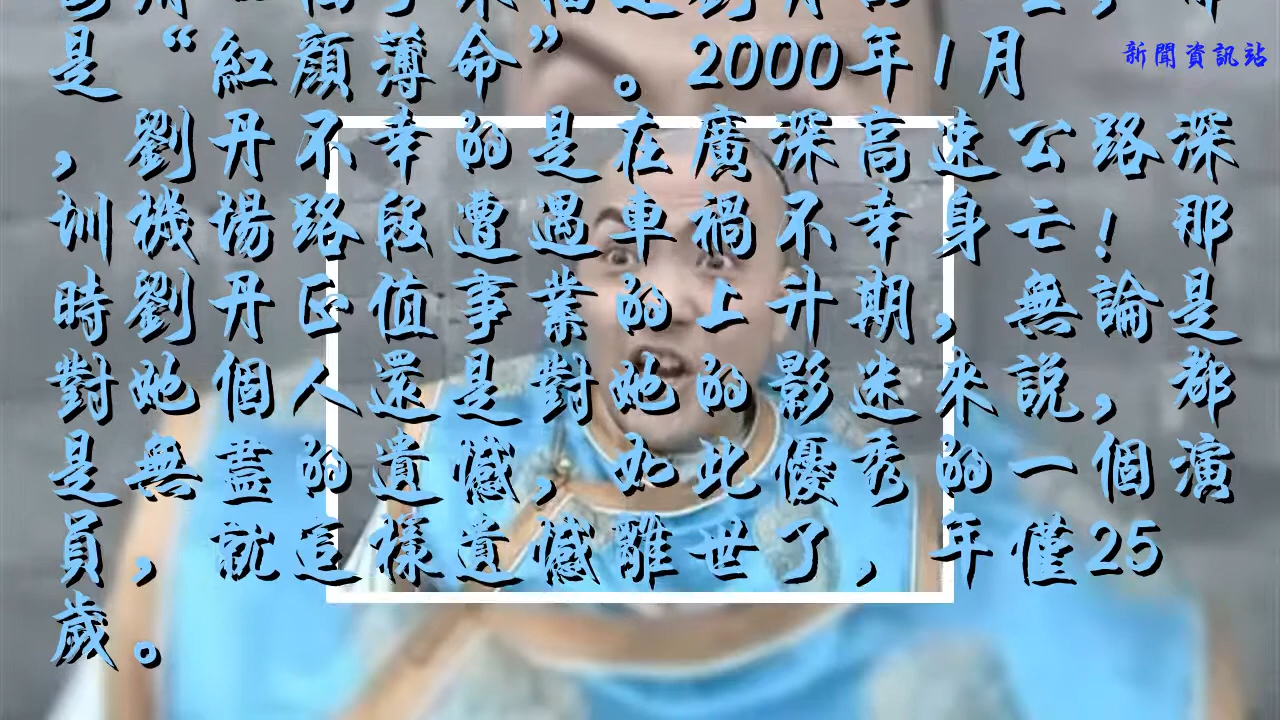 是“紅顏薄命”。2000年1月
新聞資訊站
，劉丹不幸的是在廣深高速公路深
圳機場路段遭遇車禍不幸身亡！那
時劉丹正值事業的上升期，無論是
對她個人還是對她的影迷來說，都
是無盡的遺憾，如此優秀的一個演
員，就這樣遺憾離世了，年僅25
歲。